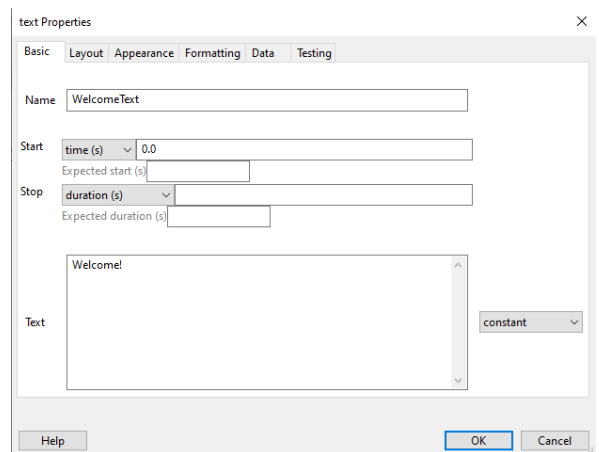 text Properties
Basic Layout Appearance Formatting Data Testing
Name WelcomeText
Start time (s) 0.0
Expected start (s)
Stop duration (s)
Expected duration (s)
Welcome!
Text constant
Help OK Cancel